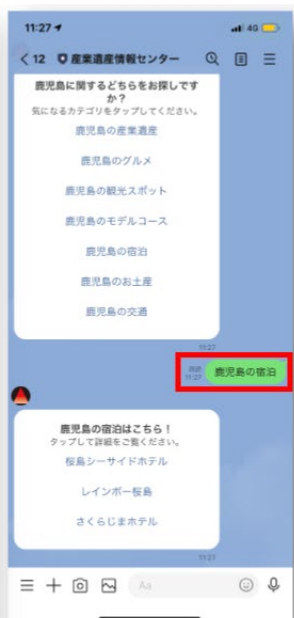 11:27
4G
12 産業遺産情報センター
鹿児島に関するどちらをお探しです
か?
気になるカテゴリをタップしてください。
鹿児島の産業遺産
鹿児島のグルメ
鹿児島の観光スポット
鹿児島のモデルコース
鹿児島の宿泊
鹿児島のお土産
鹿児島の交通
11:27
既読
11:27
鹿児島の宿泊
鹿児島の宿泊はこちら!
タップして詳細をご覧ください。
桜島シーサイドホテル
レインボー桜島
さくらじまホテル
11:27
Aa